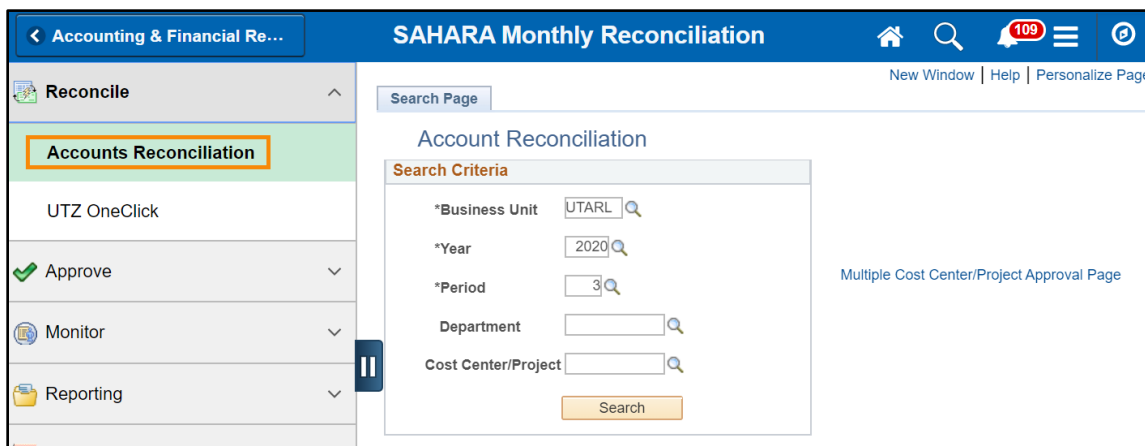 Accounting & Financial Re...
SAHARA Monthly Reconciliation
109
New Window | Help | Personalize Page
Reconcile
Accounts Reconciliation
UTZ OneClick
Approve
Monitor
Reporting
Search Page
Account Reconciliation
Search Criteria
*Business Unit UTARL
*Year 2020
*Period 3
Department
Cost Center/Project
Search
Multiple Cost Center/Project Approval Page